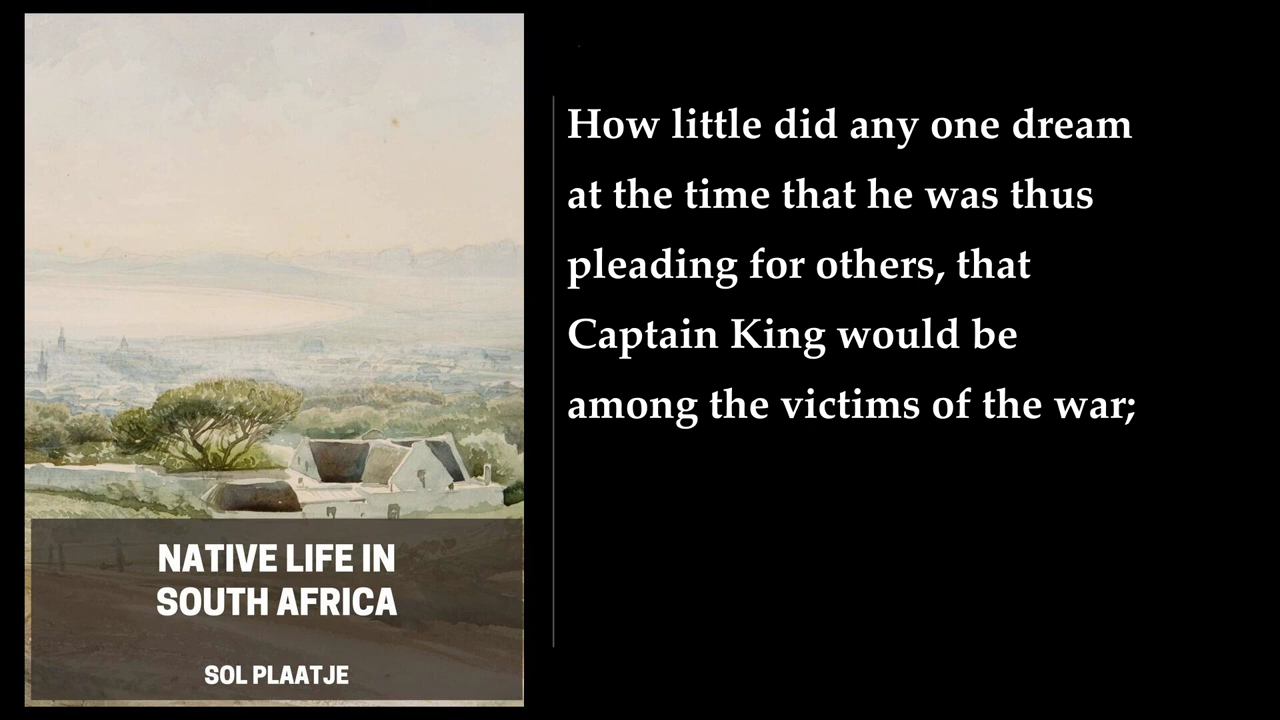 NATIVE LIFE IN
SOUTH AFRICA
SOL PLAATJE
How little did any one dream
at the time that he was thus
pleading for others, that
Captain King would be
among the victims of the war;